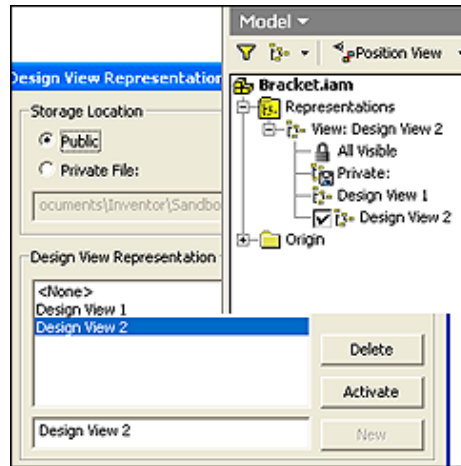 Model
Position View
Bracket.iam
Representations
View: Design View 2
All Visible
Private:
Design View 1
Design View 2
Origin
Design View Representation
Storage Location
Public
Private File:
ocuments\Inventor\Sandbo
Design View Representation
<None>
Design View 1
Design View 2
Delete
Activate
Design View 2
New